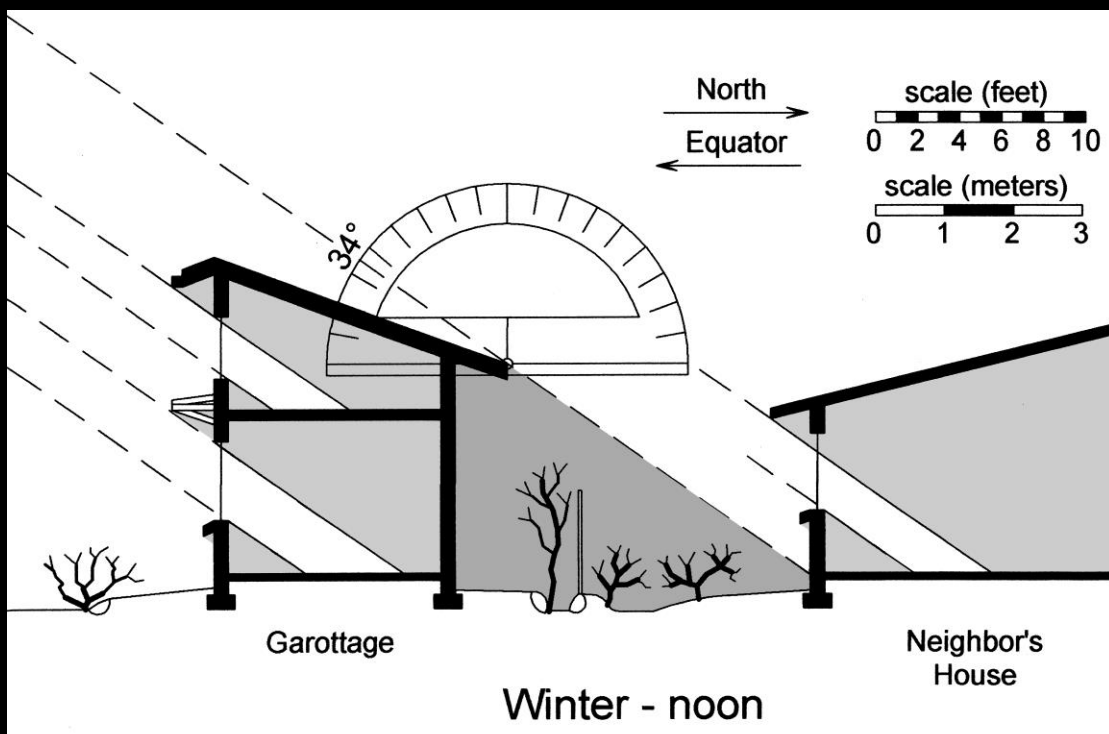 North
Equator
scale (feet)
0 2 4 6 8 10
scale (meters)
0 1 2 3
34°
Garottage
Neighbor's
House
Winter - noon